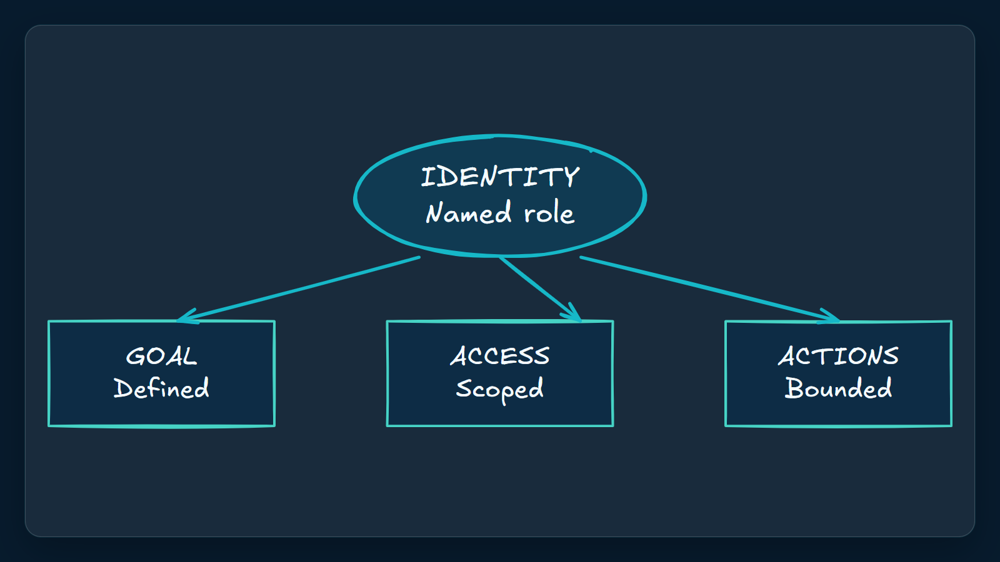 IDENTITY
Named role
GOAL
Defined
ACCESS
Scoped
ACTIONS
Bounded